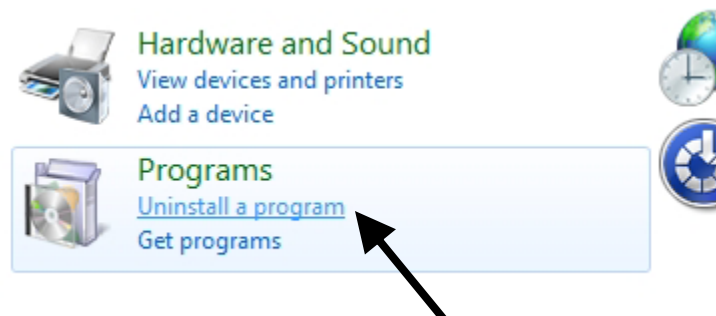 Hardware and Sound
View devices and printers
Add a device
Programs
Uninstall a program
Get programs